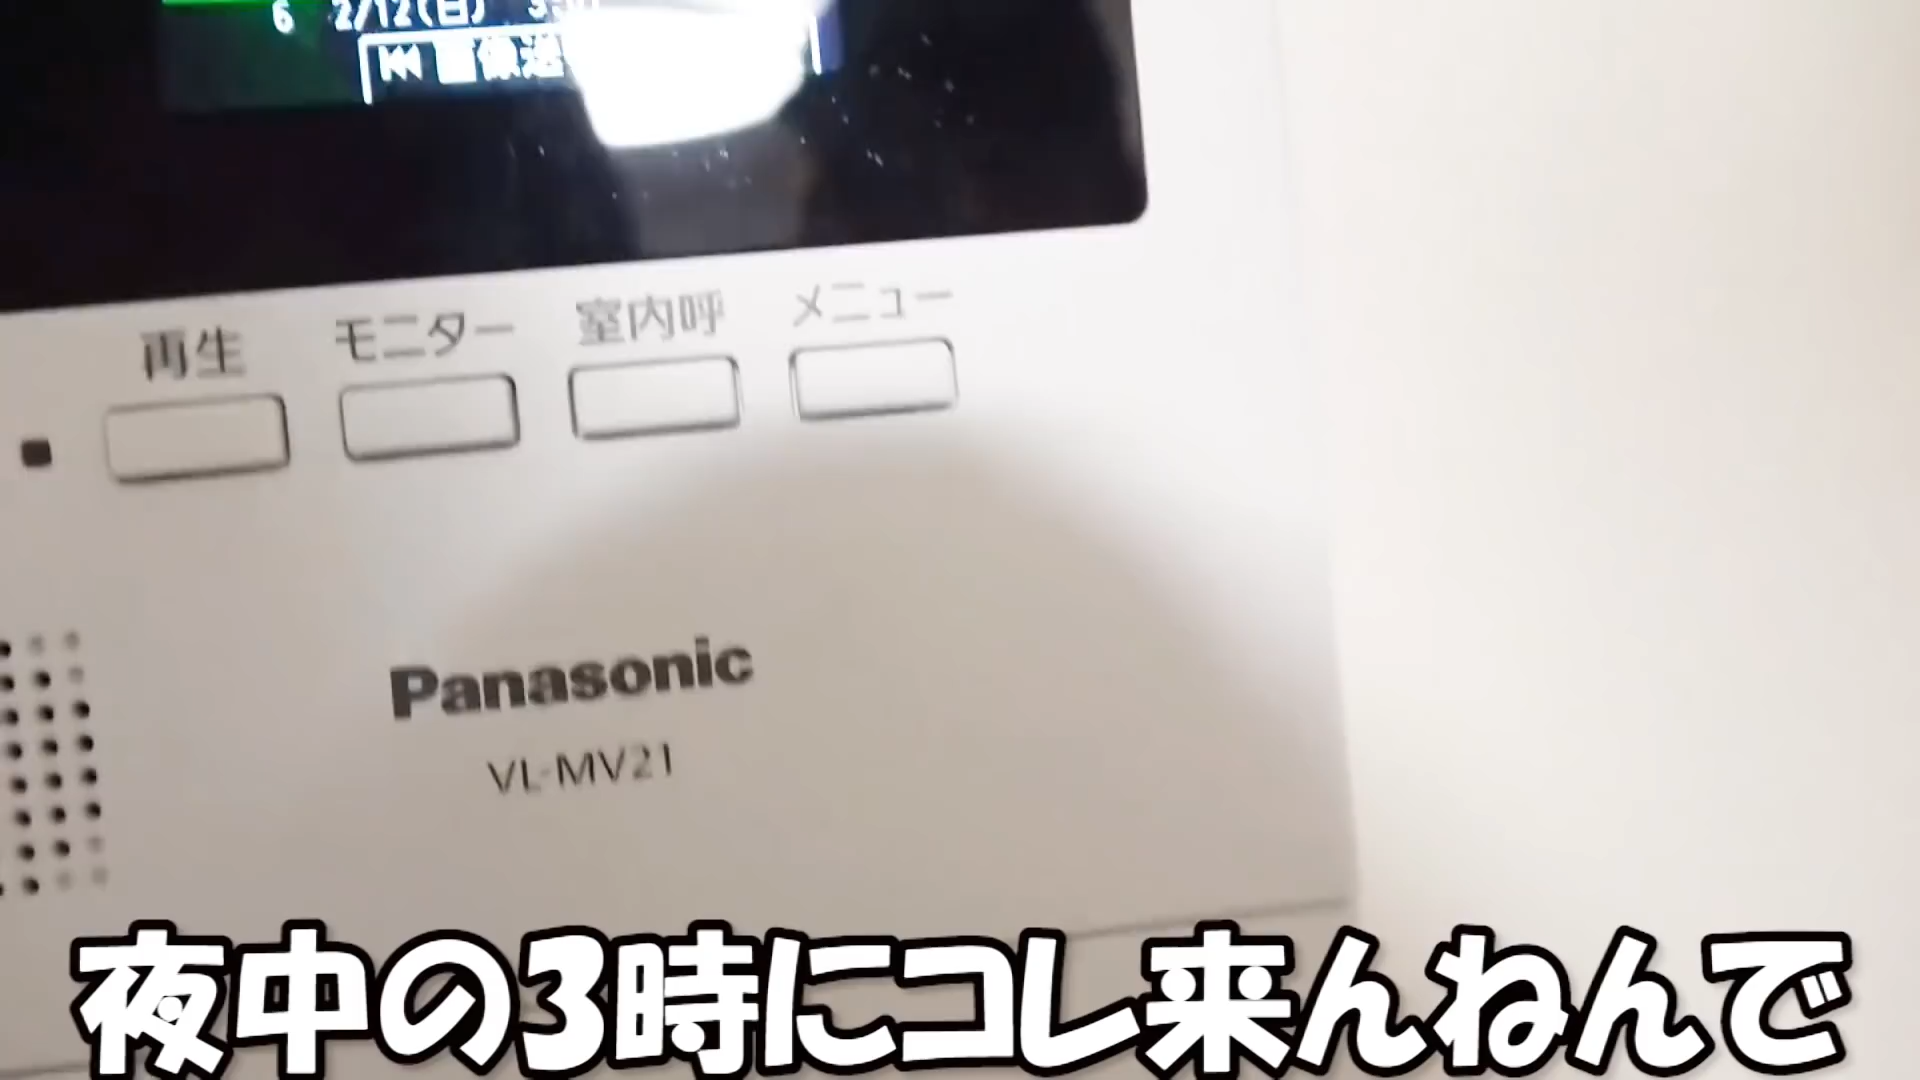 6 2/12(日)
画像送
再生 モニター 室内呼 メニュー
Panasonic
VL-MV21
夜中の3時にコレ来んねんで